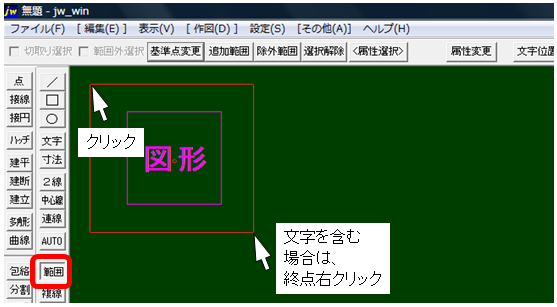 jw 無題 - jw_win
ファイル(F) [ 編集(E) ] 表示(V) [ 作図(D) ] 設定(S) [その他(A)] ヘルプ(H)
切取り選択 範囲外選択 基準点変更 追加範囲 除外範囲 選択解除 <属性選択> 属性変更 文字位置
点 ／
接線 □
接円 ○
ハッチ 文字
建平 寸法
建断 2線
建立 中心線
多角形 連線
曲線 AUTO
包絡 範囲
分割 複線
クリック
図形
文字を含む
場合は、
終点右クリック